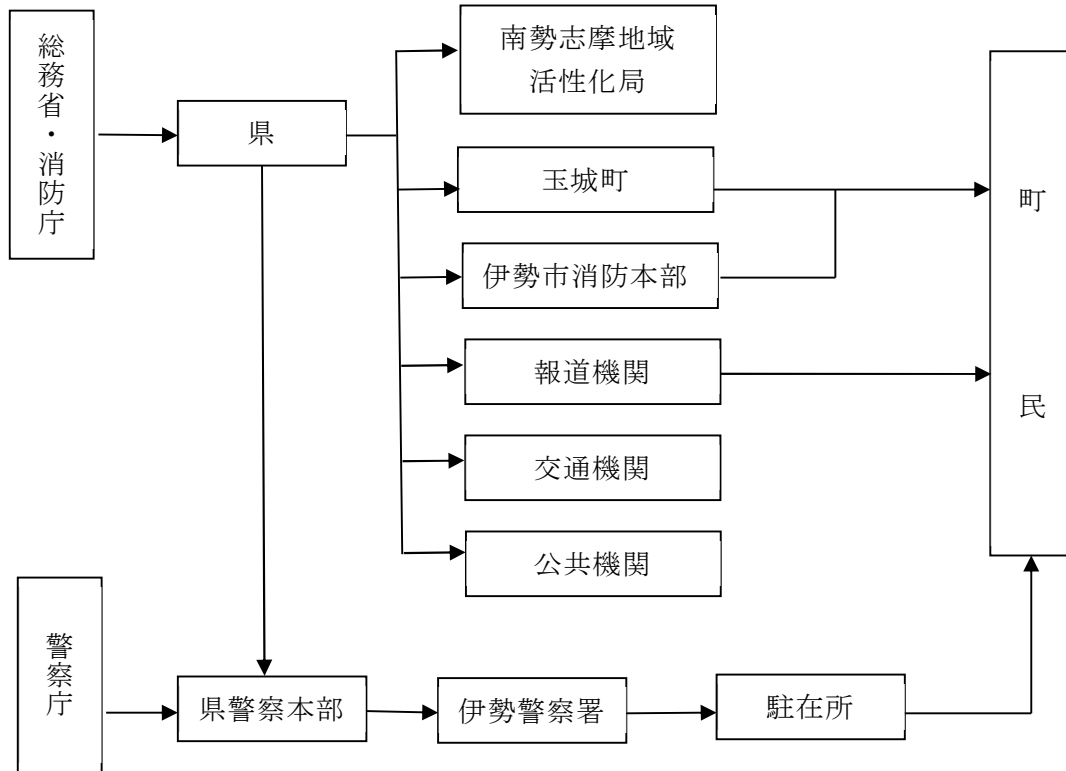 総務省・消防庁
県
南勢志摩地域
活性化局
玉城町
伊勢市消防本部
報道機関
交通機関
公共機関
町民
警察庁
県警察本部
伊勢警察署
駐在所